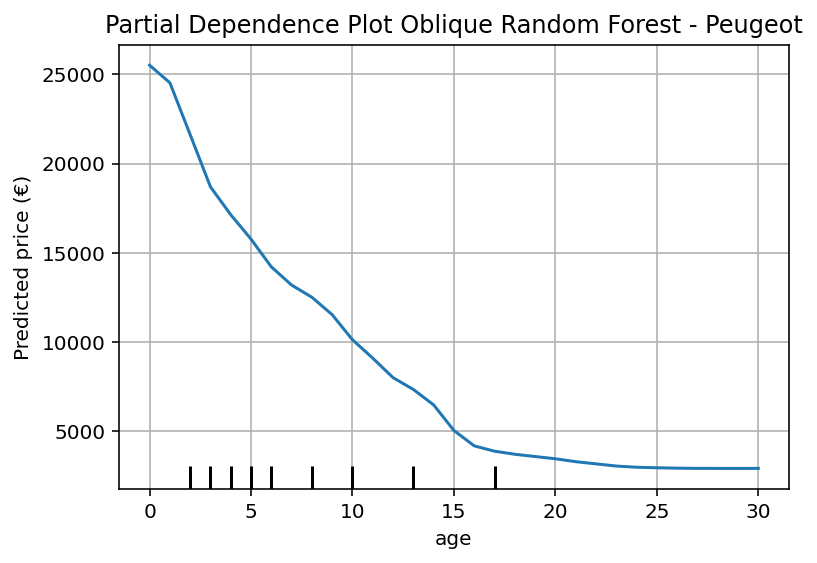 Partial Dependence Plot Oblique Random Forest - Peugeot
Predicted price (€)
25000
20000
15000
10000
5000
0 5 10 15 20 25 30
age